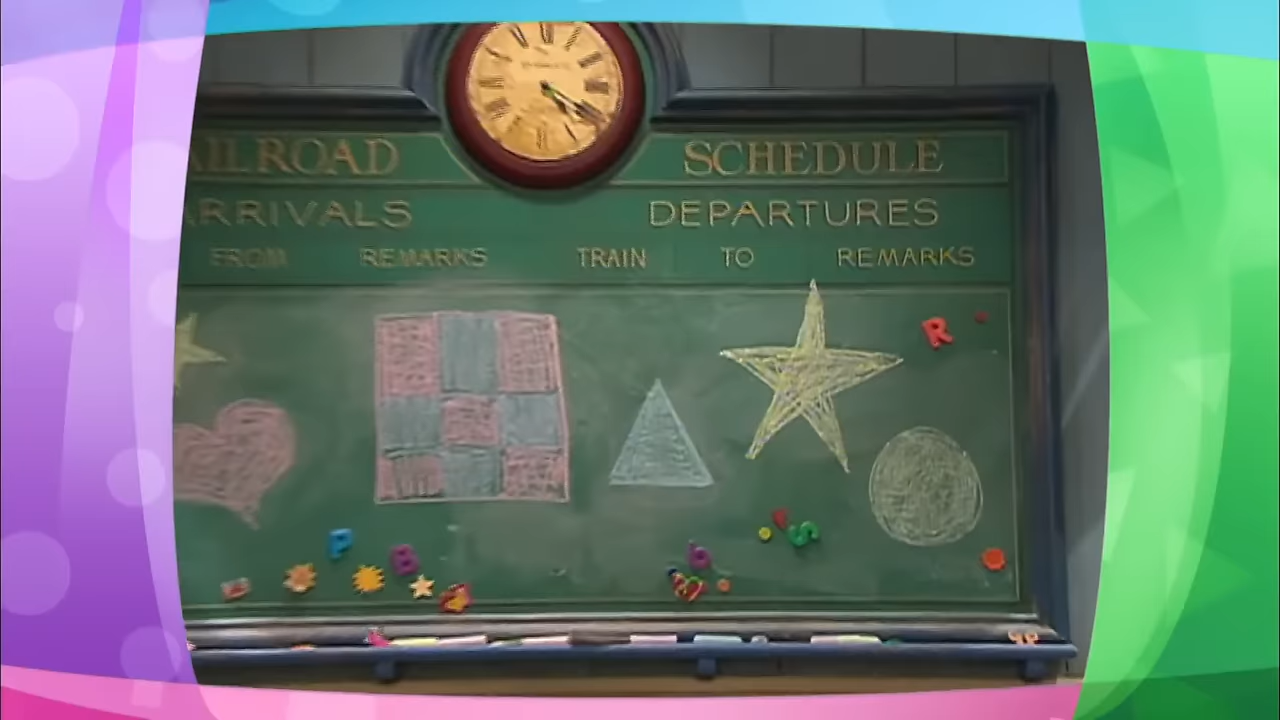 AILROAD SCHEDULE
ARRIVALS DEPARTURES
FROM REMARKS TRAIN TO REMARKS
R
S
P B b